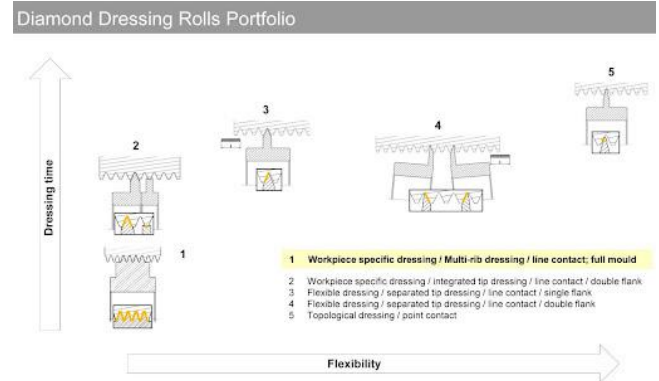 Diamond Dressing Rolls Portfolio
5
3
4
2
1
Dressing time
1 Workpiece specific dressing / Multi-rib dressing / line contact; full mould
2 Workpiece specific dressing / integrated tip dressing / line contact / double flank
3 Flexible dressing / separated tip dressing / line contact / single flank
4 Flexible dressing / separated tip dressing / line contact / double flank
5 Topological dressing / point contact
Flexibility